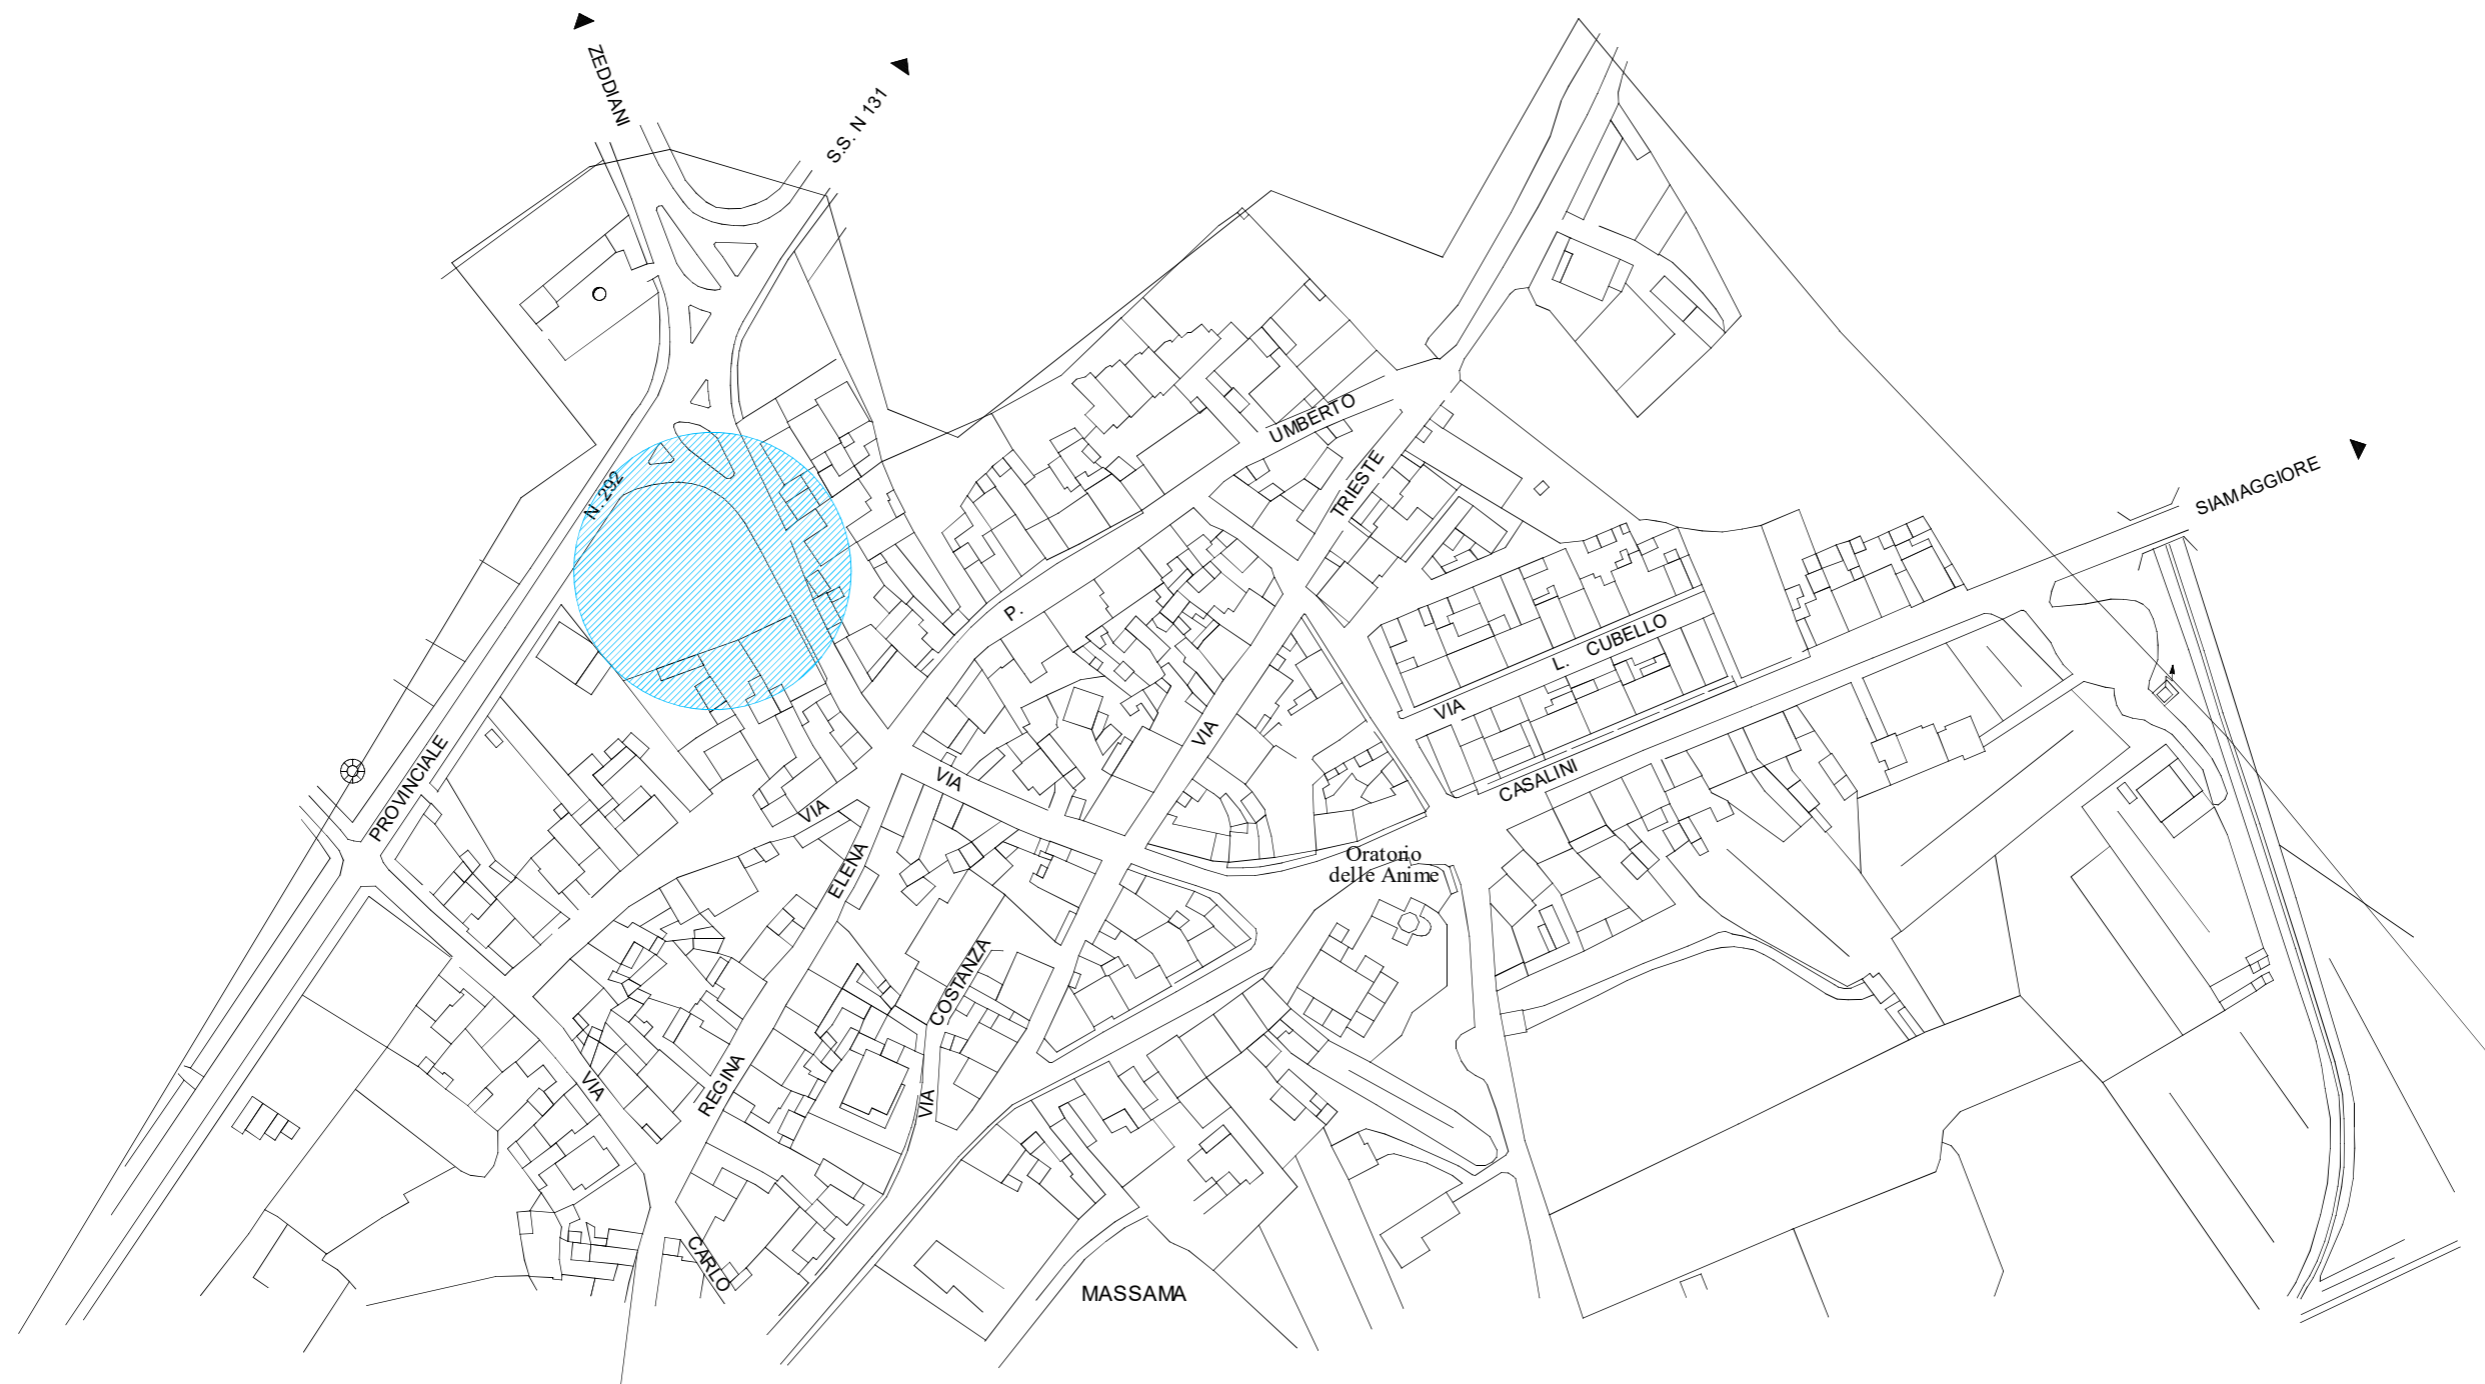 ZEDDIANI
S.S. N 131
UMBERTO
TRIESTE
SIAMAGGIORE
N. 292
P.
L. CUBELLO
VIA
VIA
PROVINCIALE
VIA
CASALINI
VIA
ELENA
Oratorio
delle Anime
COSTANZA
VIA
REGINA
VIA
CARLO
MASSAMA